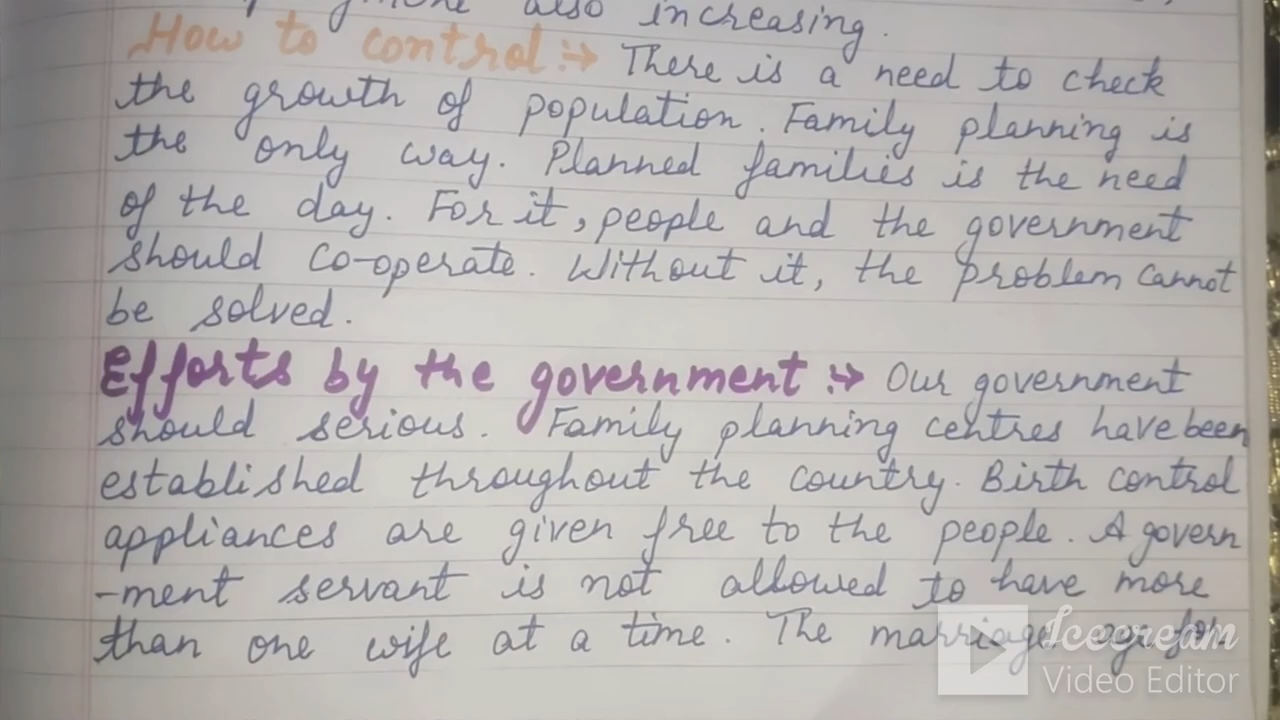 also increasing.
How to control :→ There is a need to check
the growth of population. Family planning is
the only way. Planned families is the need
of the day. For it, people and the government
should co-operate. Without it, the problem cannot
be solved.
Efforts by the government :→ Our government
should serious. Family planning centres have been
established throughout the country. Birth control
appliances are given free to the people. A govern
-ment servant is not allowed to have more
than one wife at a time. The marriage age for
Icecream
Video Editor